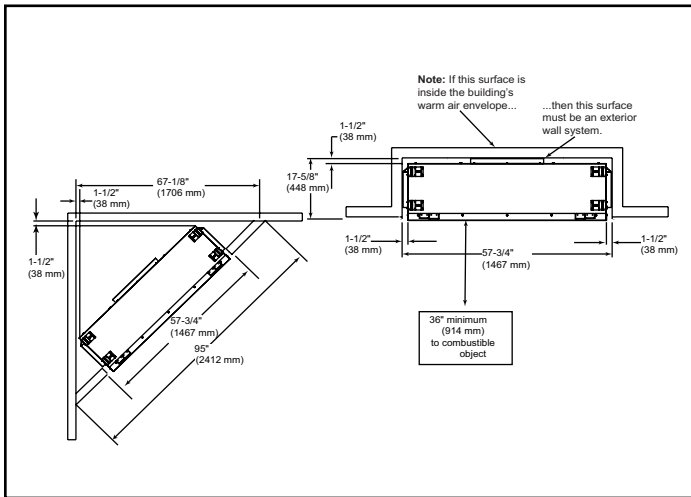 Note: If this surface is
inside the building's
warm air envelope...
...then this surface
must be an exterior
wall system.
1-1/2"
(38 mm)
17-5/8"
(448 mm)
67-1/8"
(1706 mm)
1-1/2"
(38 mm)
1-1/2"
(38 mm)
57-3/4"
(1467 mm)
95"
(2412 mm)
1-1/2"
(38 mm)
57-3/4"
(1467 mm)
1-1/2"
(38 mm)
36" minimum
(914 mm)
to combustible
object